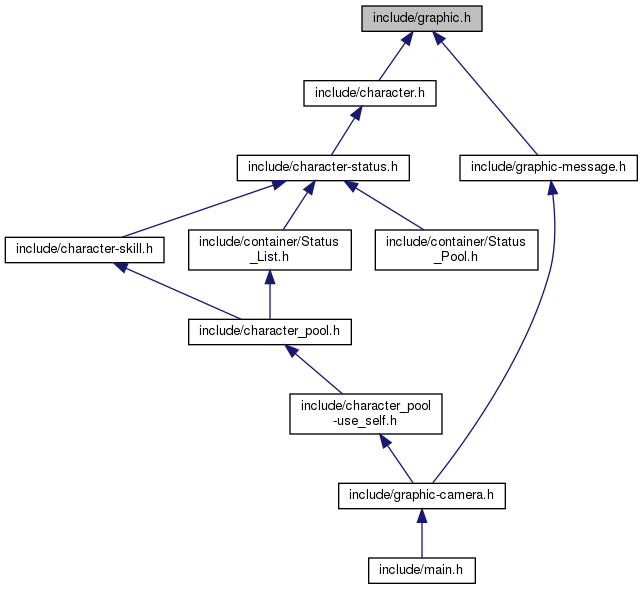 include/graphic.h
include/character.h
include/character-status.h
include/graphic-message.h
include/character-skill.h
include/container/Status
_List.h
include/container/Status
_Pool.h
include/character_pool.h
include/character_pool
-use_self.h
include/graphic-camera.h
include/main.h